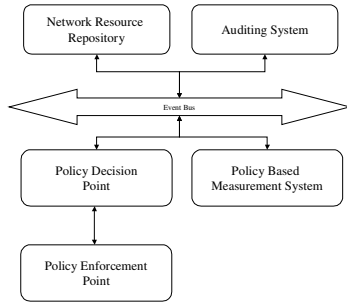 Network Resource
Repository
Auditing System
Event Bus
Policy Decision
Point
Policy Based
Measurement System
Policy Enforcement
Point